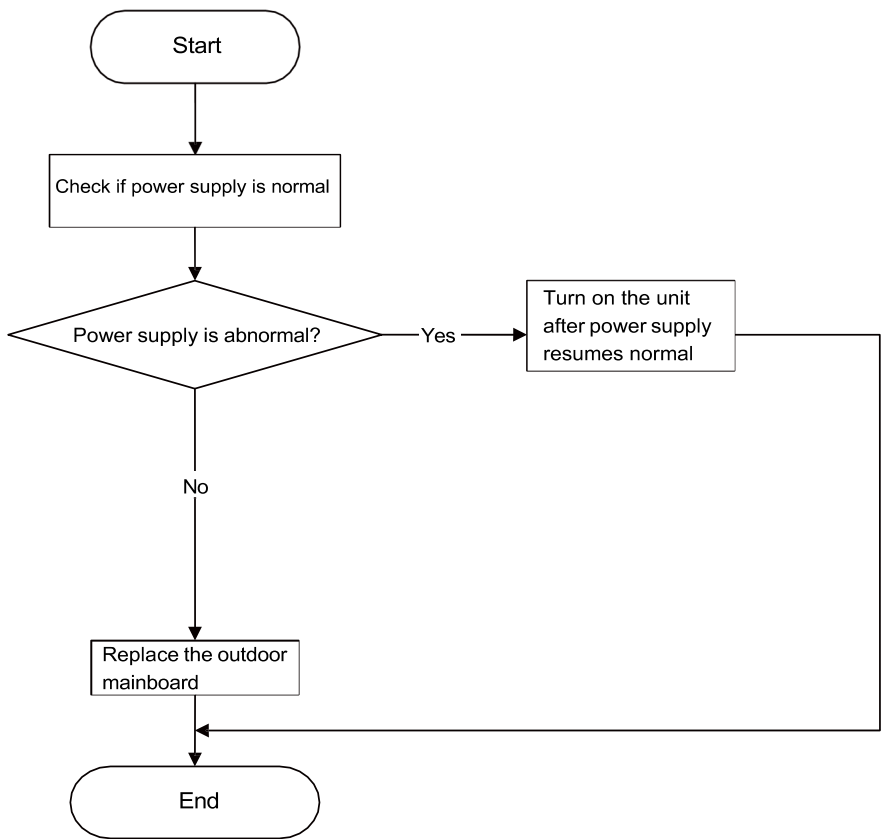 Start
Check if power supply is normal
Power supply is abnormal?
Yes
Turn on the unit
after power supply
resumes normal
No
Replace the outdoor
mainboard
End